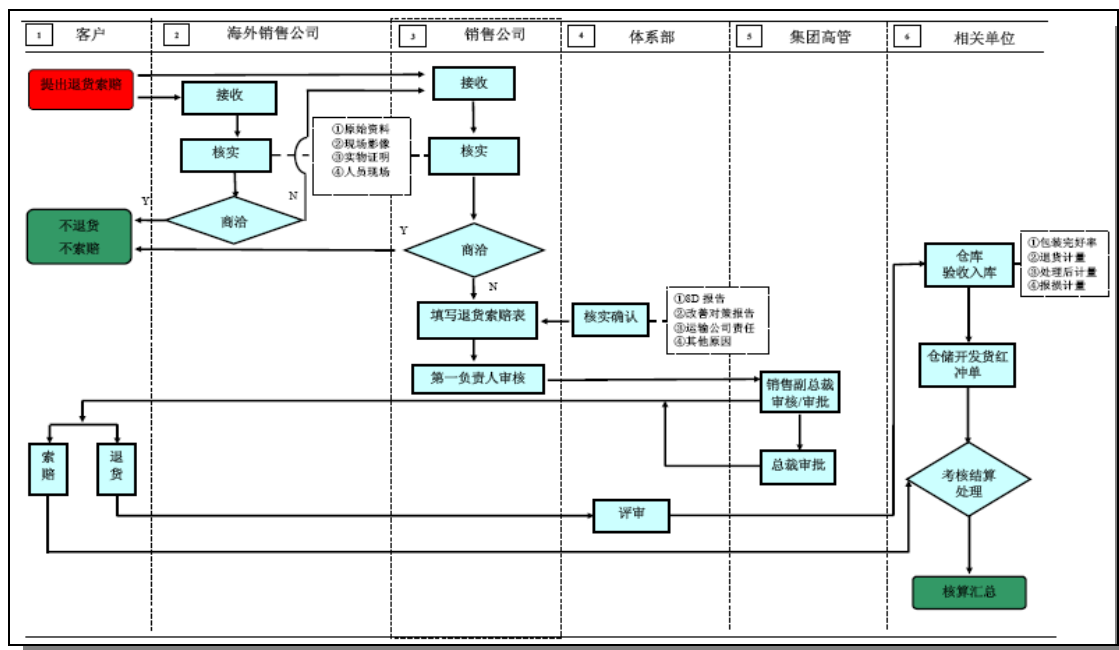 1 客户 2 海外销售公司 3 销售公司 4 体系部 5 集团高管 6 相关单位
提出退货索赔
接收
接收
核实
①原始资料
②现场影像
③实物证明
④人员现场
核实
Y
商洽
N
不退货
不索赔
Y
商洽
N
仓库
验收入库
①包装完好率
②退货计量
③处理后计量
④报损计量
填写退货索赔表
核实确认
①8D 报告
②改善对策报告
③运输公司责任
④其他原因
仓储开发货红
冲单
第一负责人审核
销售副总裁
审核/审批
索
赔
退
货
总裁审批
考核结算
处理
评审
核算汇总